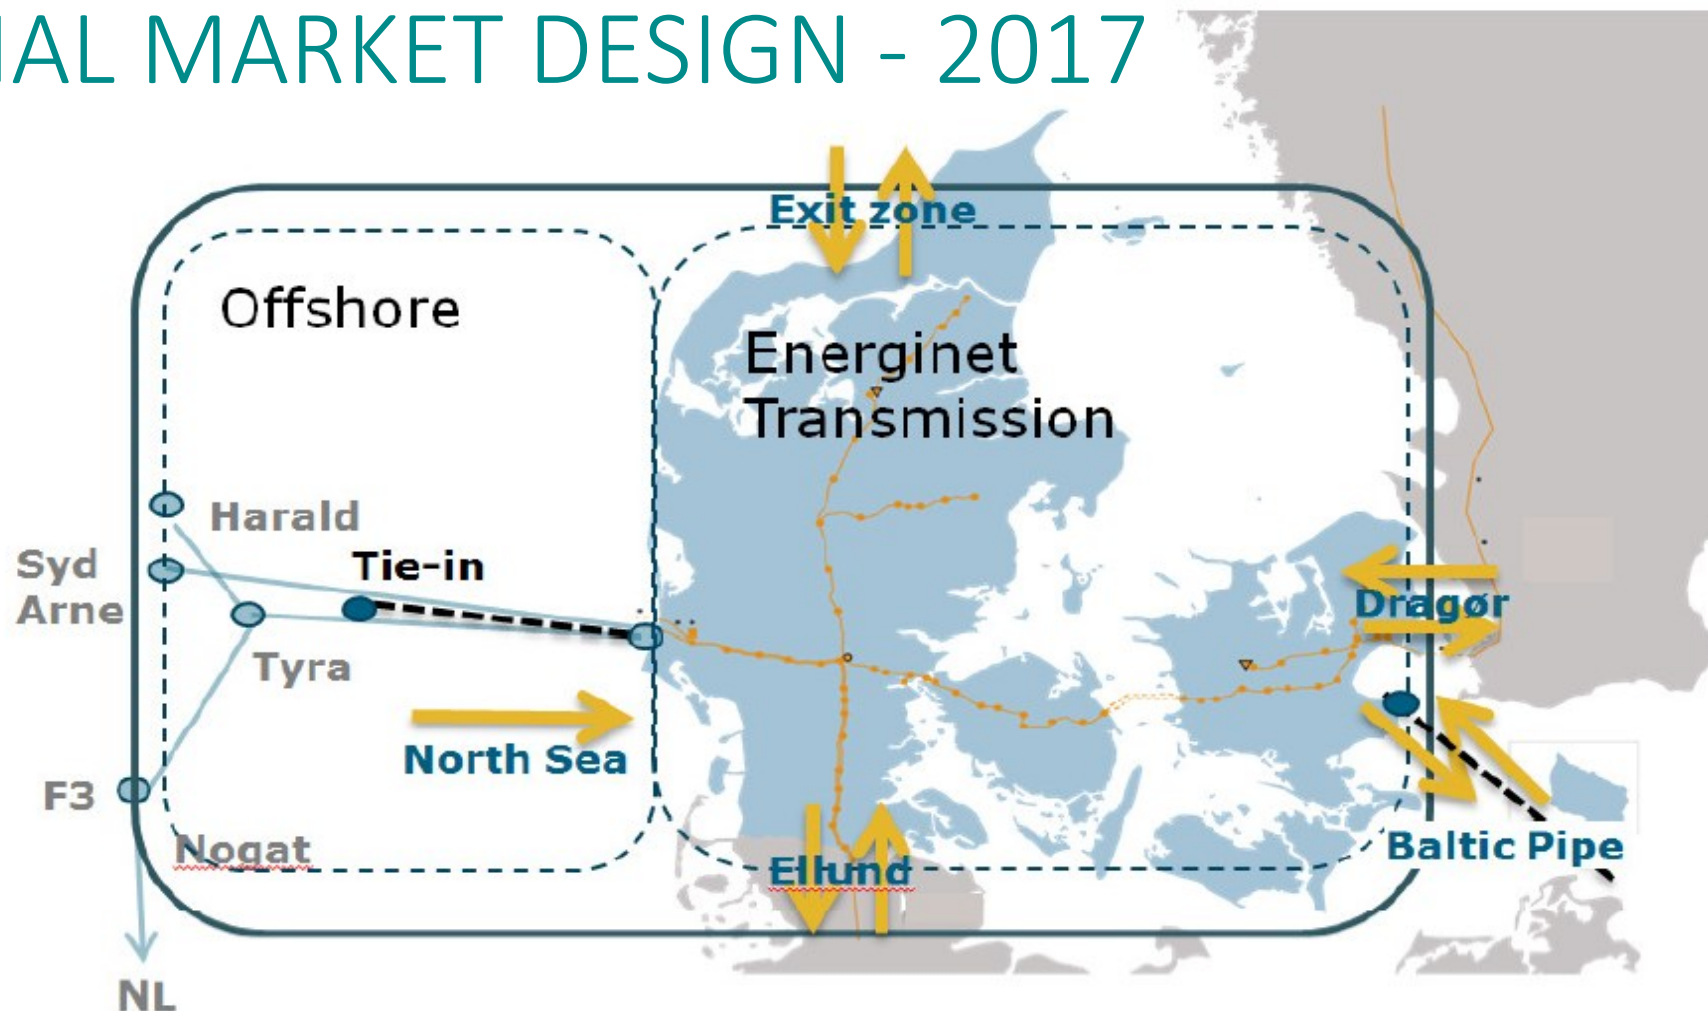 IAL MARKET DESIGN - 2017
Exit zone
Offshore
Energinet
Transmission
Harald
Syd
Arne
Tie-in
Dragør
Tyra
North Sea
F3
Nogat
Ellund
Baltic Pipe
NL